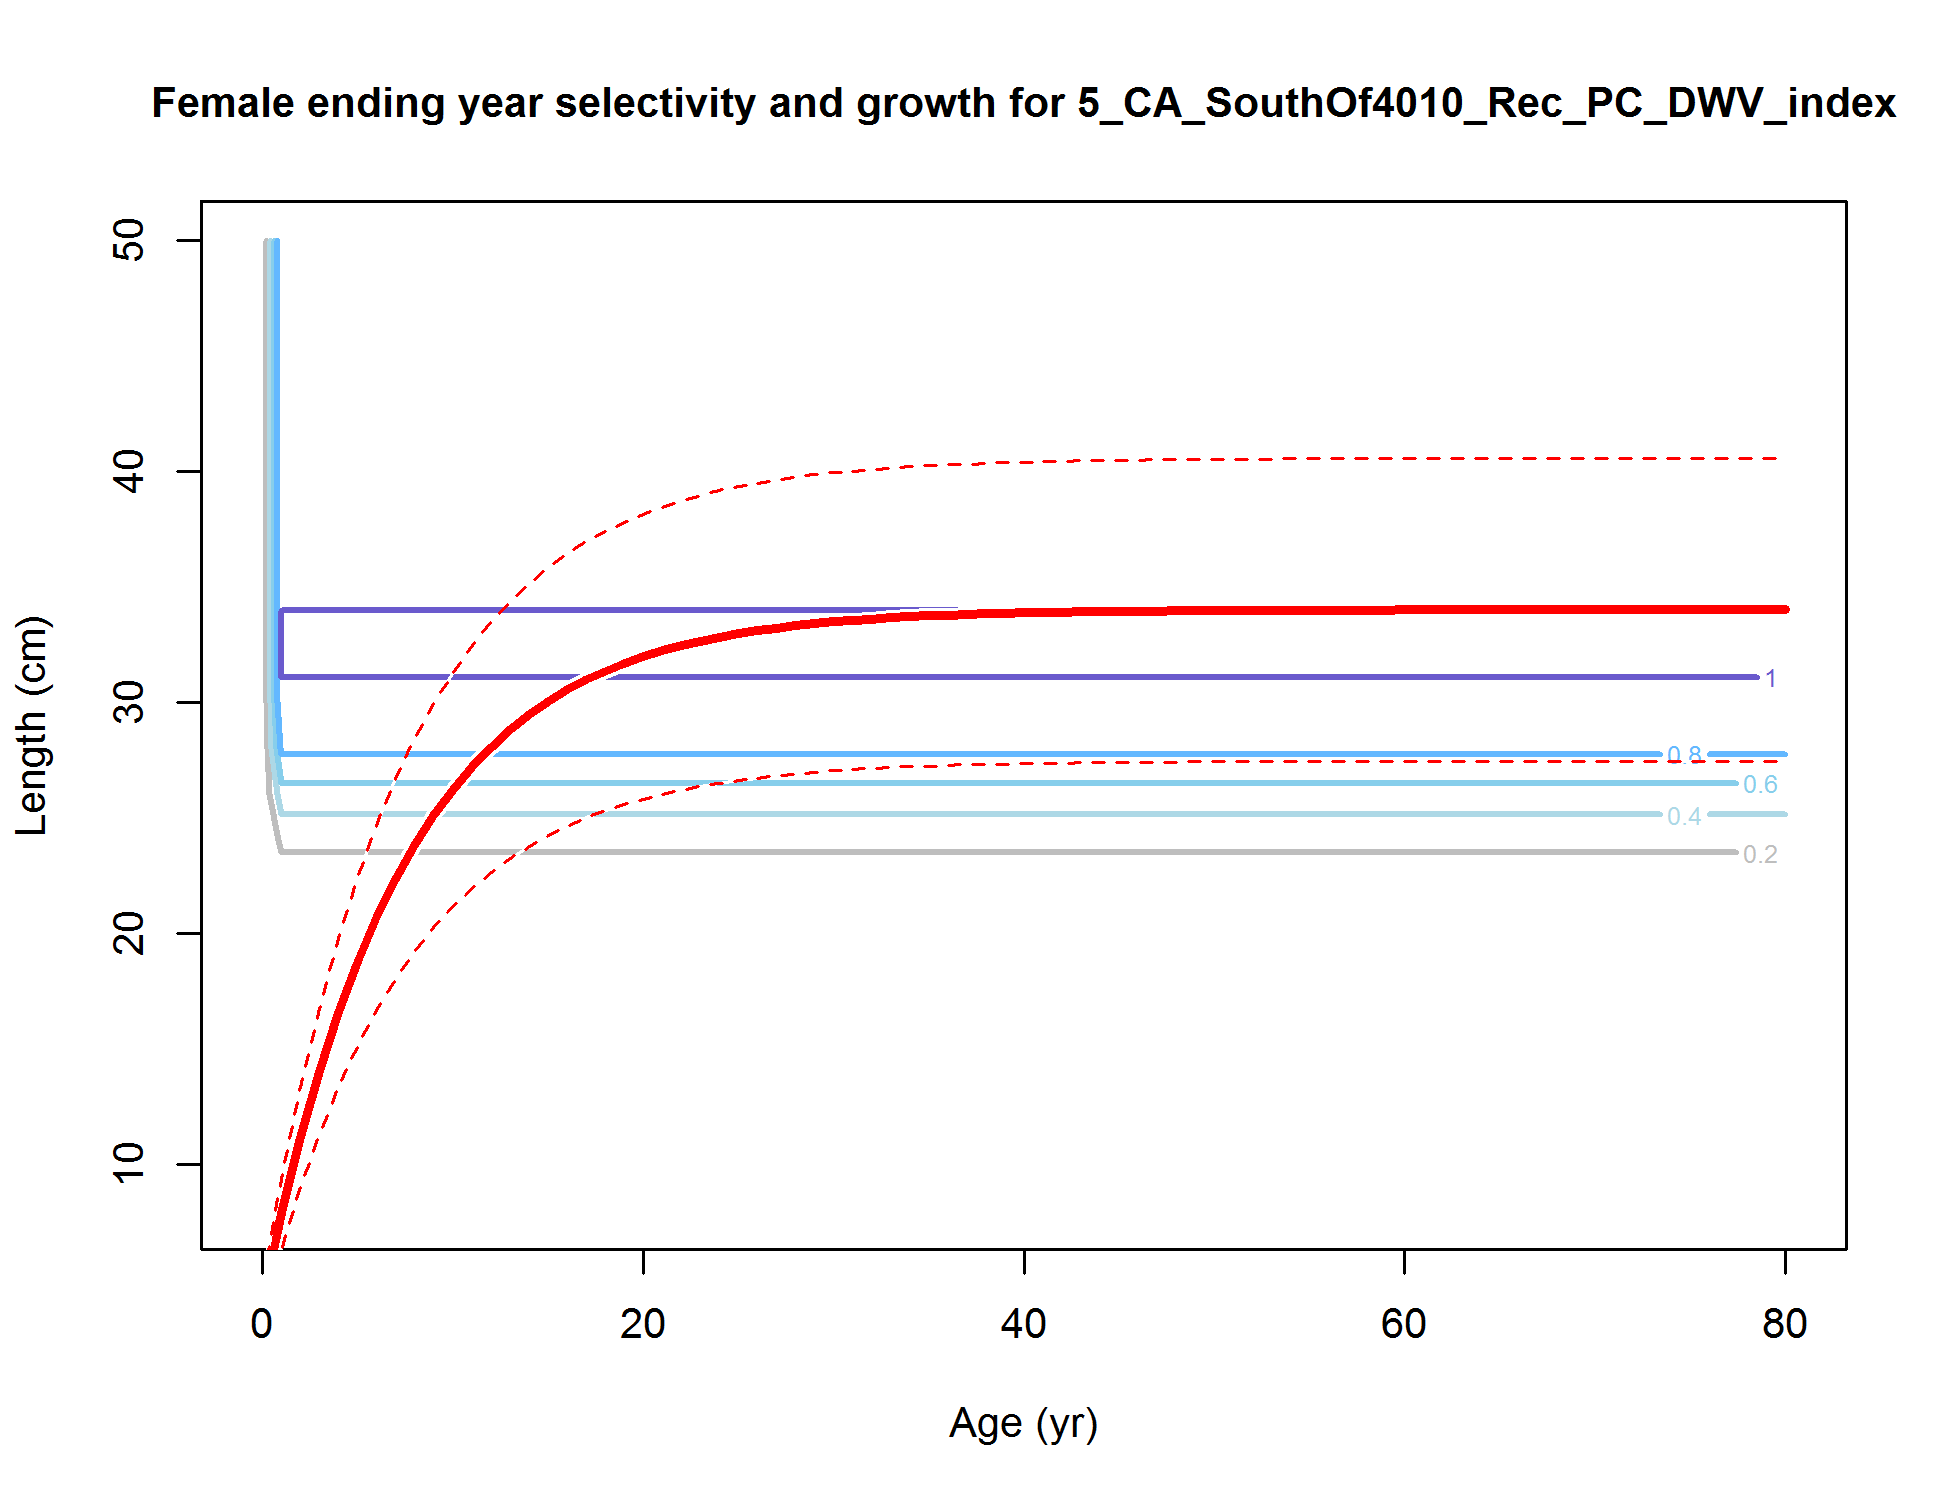 Female ending year selectivity and growth for 5_CA_SouthOf4010_Rec_PC_DWV_index
50
40
30
20
10
Length (cm)
1
0.8
0.6
0.4
0.2
0 20 40 60 80
Age (yr)